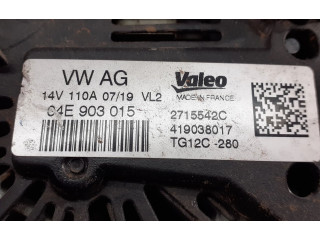 VW AG
14V 110A 07/19 VL2
04E 903 015
Valeo
MADE IN FRANCE
2715542C
419038017
TG12C -280